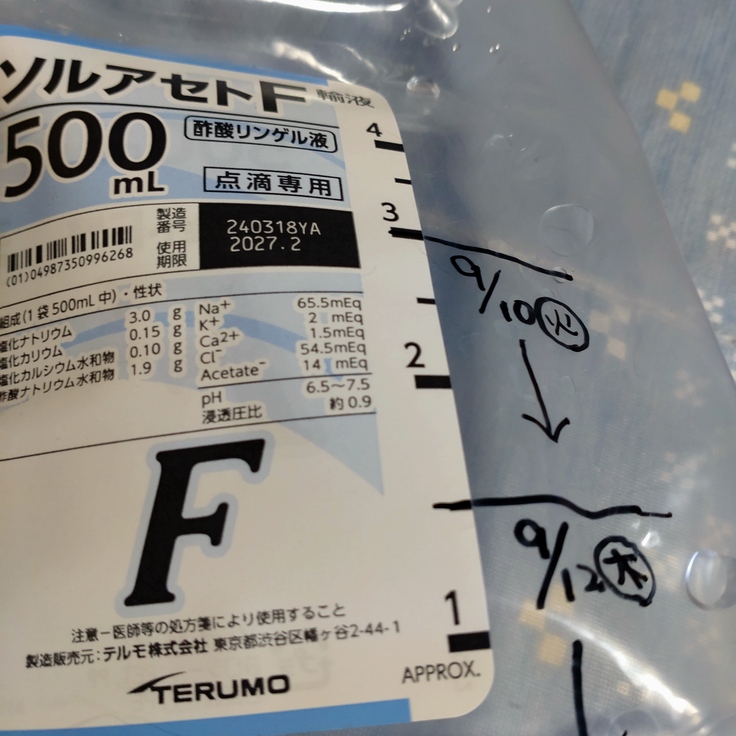 ソルアセトF 輸液
500 mL
酢酸リンゲル液
点滴専用
製造番号 240318YA
使用期限 2027.2
(01)04987350996268
組成(1袋500mL中)・性状
塩化ナトリウム 3.0 g
塩化カリウム 0.15 g
塩化カルシウム水和物 0.10 g
酢酸ナトリウム水和物 1.9 g
Na⁺ 65.5mEq
K⁺ 2 mEq
Ca²⁺ 1.5mEq
Cl⁻ 54.5mEq
Acetate⁻ 14 mEq
pH 6.5～7.5
浸透圧比 約0.9
F
注意－医師等の処方箋により使用すること
製造販売元:テルモ株式会社 東京都渋谷区幡ヶ谷2-44-1
TERUMO
4
3
2
1
APPROX.
9/10㊋
9/12㊍